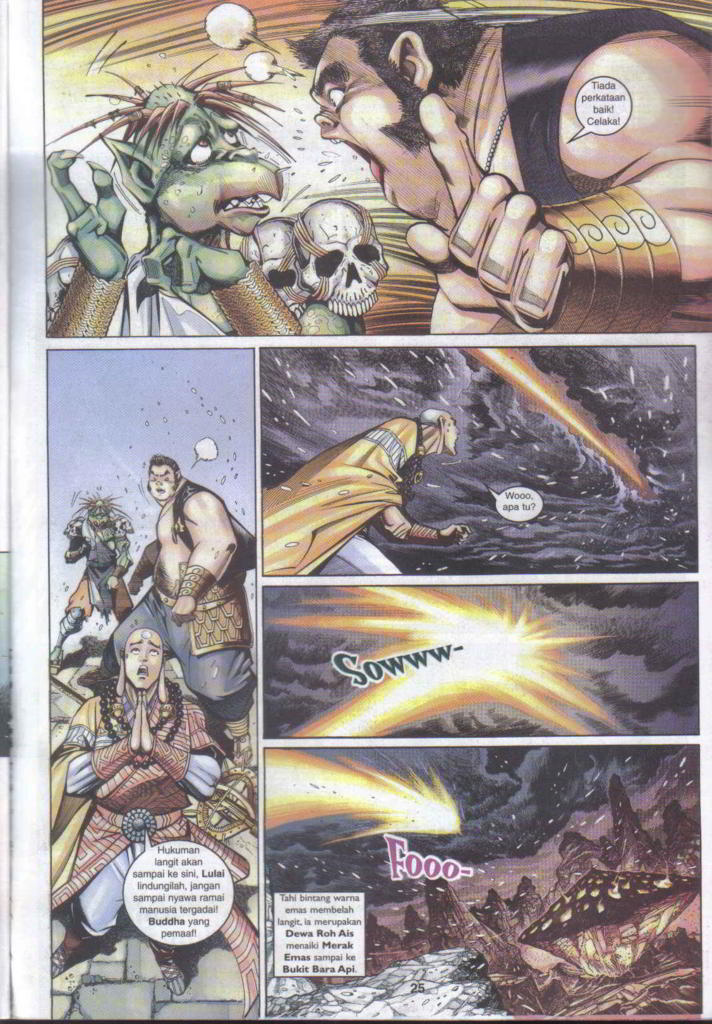 Tiada
perkataan
baik!
Celaka!
Wooo,
apa tu?
Sowww-
Hukuman
langit akan
sampai ke sini, Lulai
lindungilah, jangan
sampai nyawa ramai
manusia tergadai!
Buddha yang
pemaaf!
Fooo-
Tahi bintang warna
emas membelah
langit, ia merupakan
Dewa Roh Ais
menaiki Merak
Emas sampai ke
Bukit Bara Api.
25